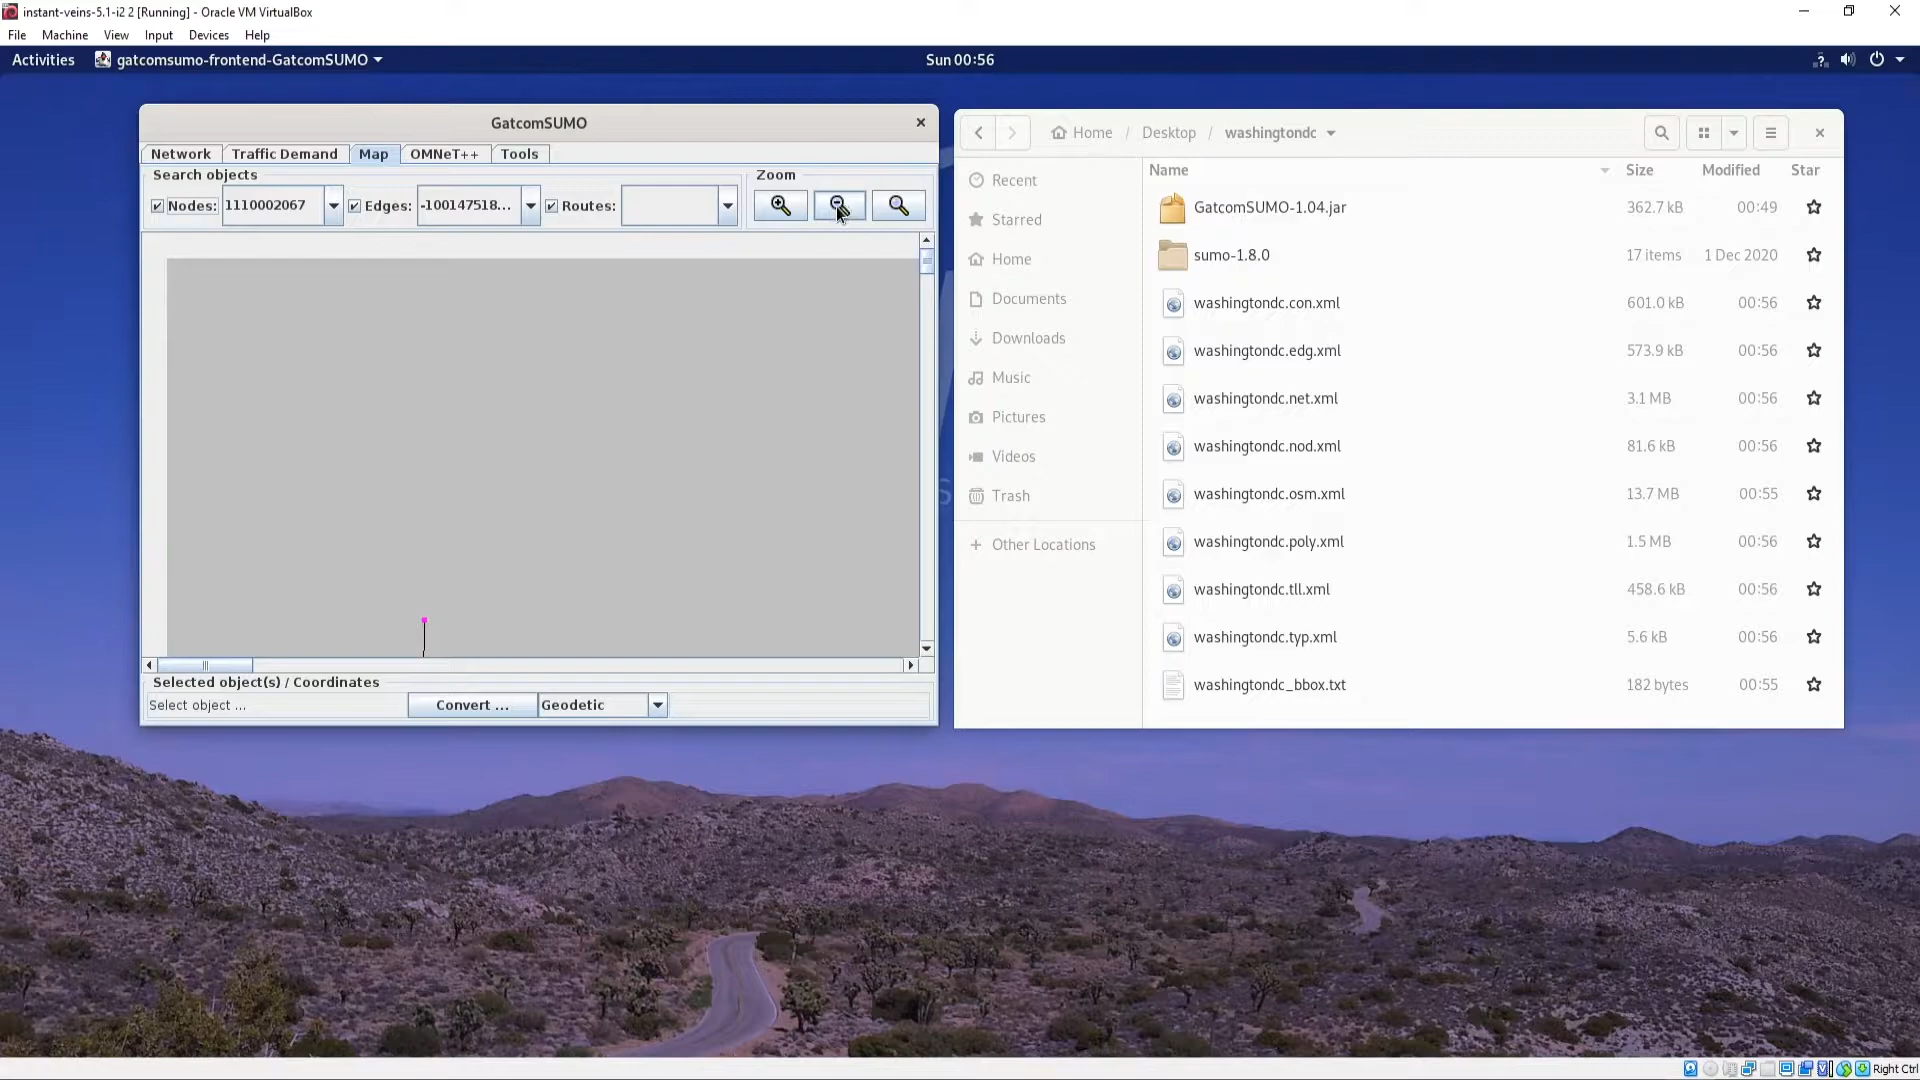 instant-veins-5.1-i2 2 [Running] - Oracle VM VirtualBox
File Machine View Input Devices Help
Activities gatcomsumo-frontend-GatcomSUMO Sun 00:56
GatcomSUMO
Network Traffic Demand Map OMNeT++ Tools
Search objects Zoom
Nodes: 1110002067 Edges: -100147518... Routes:
Selected object(s) / Coordinates
Select object ... Convert ... Geodetic
Home / Desktop / washingtondc
Recent
Starred
Home
Documents
Downloads
Music
Pictures
Videos
Trash
+ Other Locations
Name Size Modified Star
GatcomSUMO-1.04.jar 362.7 kB 00:49
sumo-1.8.0 17 items 1 Dec 2020
washingtondc.con.xml 601.0 kB 00:56
washingtondc.edg.xml 573.9 kB 00:56
washingtondc.net.xml 3.1 MB 00:56
washingtondc.nod.xml 81.6 kB 00:56
washingtondc.osm.xml 13.7 MB 00:55
washingtondc.poly.xml 1.5 MB 00:56
washingtondc.tll.xml 458.6 kB 00:56
washingtondc.typ.xml 5.6 kB 00:56
washingtondc_bbox.txt 182 bytes 00:55
Right Ctrl